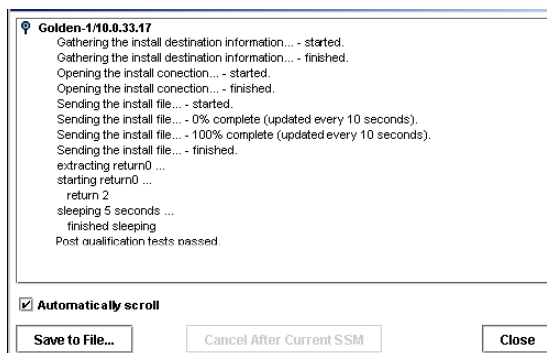 Golden-1/10.0.33.17
Gathering the install destination information... - started.
Gathering the install destination information... - finished.
Opening the install conection... - started.
Opening the install conection... - finished.
Sending the install file... - started.
Sending the install file... - 0% complete (updated every 10 seconds).
Sending the install file... - 100% complete (updated every 10 seconds).
Sending the install file... - finished.
extracting return0 ...
starting return0 ...
return 2
sleeping 5 seconds ...
finished sleeping
Post qualification tests passed.
Automatically scroll
Save to File... Cancel After Current SSM Close